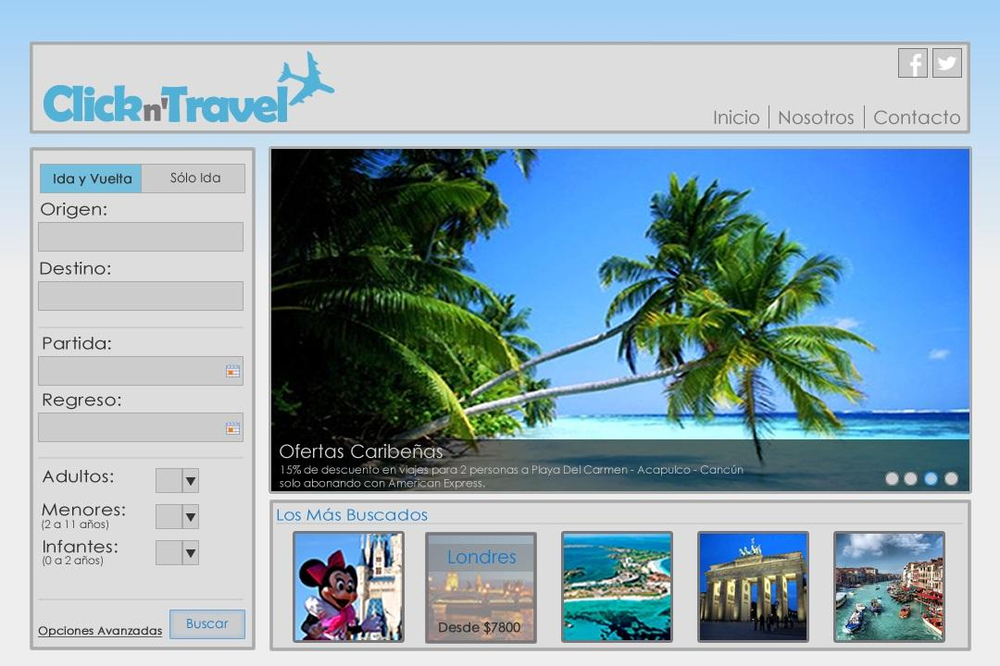 Click n' Travel
Inicio
Nosotros
Contacto
Ida y Vuelta
Sólo Ida
Origen:
Destino:
Partida:
Regreso:
Adultos:
Menores:
(2 a 11 años)
Infantes:
(0 a 2 años)
Opciones Avanzadas
Buscar
Ofertas Caribeñas
15% de descuento en viajes para 2 personas a Playa Del Carmen - Acapulco - Cancún
solo abonando con American Express.
Los Más Buscados
Londres
Desde $7800